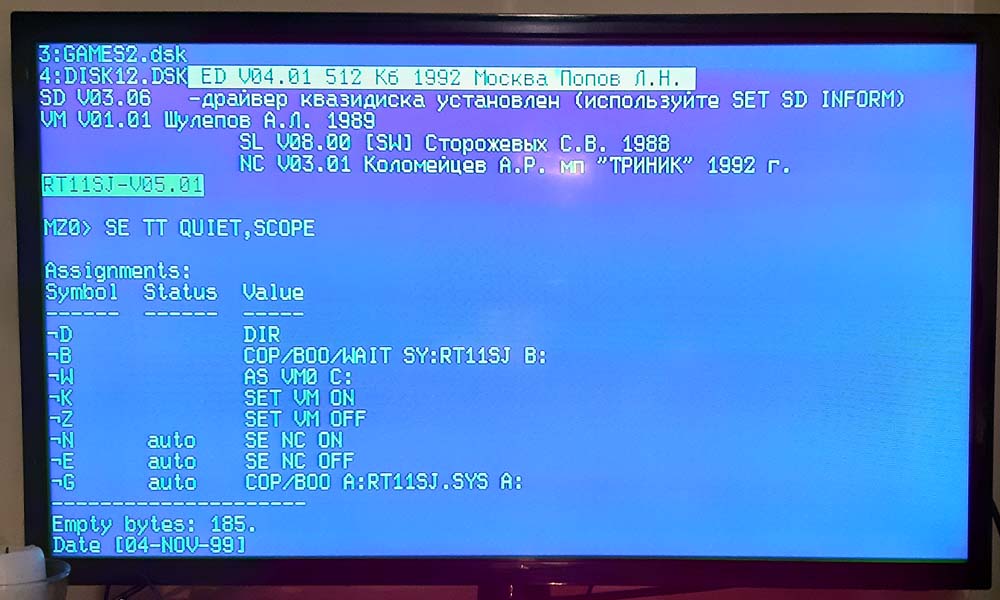 3:GAMES2.dsk
4:DISK12.DSK ED V04.01 512 Кб 1992 Москва Попов Л.Н.
SD V03.06 -драйвер квазидиска установлен (используйте SET SD INFORM)
VM V01.01 Шулепов А.Л. 1989
SL V08.00 [SW] Сторожевых С.В. 1988
NC V03.01 Коломейцев А.Р. мп "ТРИНИК" 1992 г.
RT11SJ-V05.01
MZ0> SE TT QUIET,SCOPE
Assignments:
Symbol Status Value
------ ------ -----
¬D DIR
¬B COP/BOO/WAIT SY:RT11SJ B:
¬W AS VM0 C:
¬K SET VM ON
¬Z SET VM OFF
¬N auto SE NC ON
¬E auto SE NC OFF
¬G auto COP/BOO A:RT11SJ.SYS A:
---------------------
Empty bytes: 185.
Date [04-NOV-99]